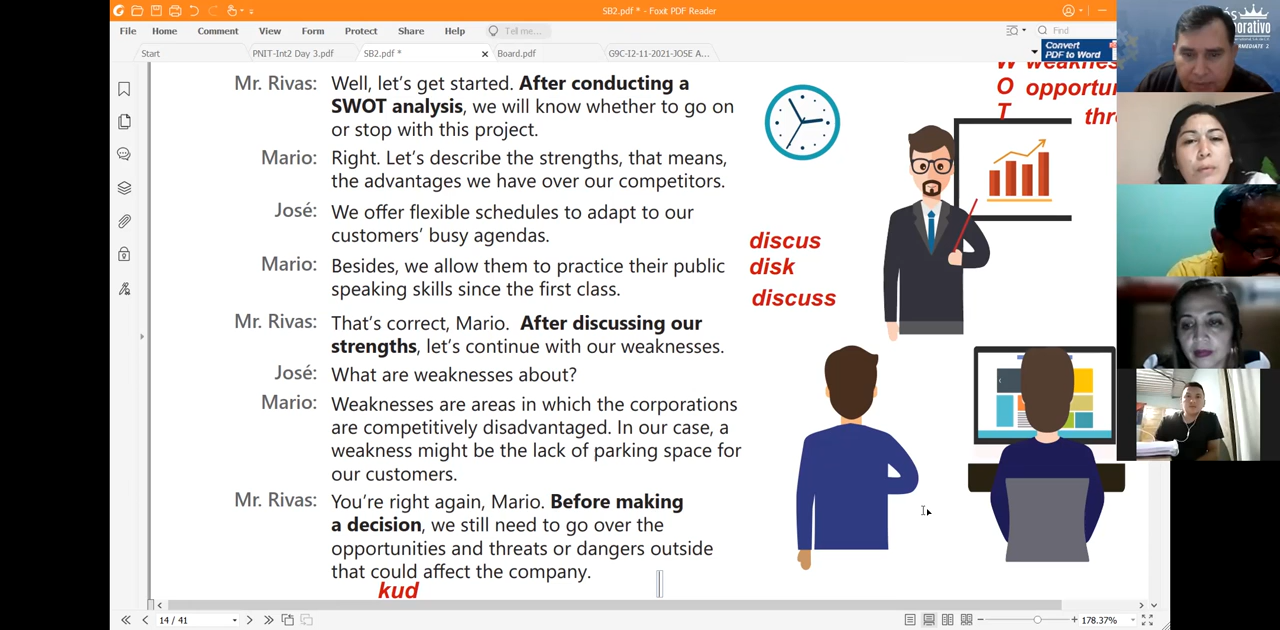 SB2.pdf * - Foxit PDF Reader
File Home Comment View Form Protect Share Help Tell me... Find
Start PNIT-Int2 Day 3.pdf SB2.pdf * Board.pdf G9C-I2-11-2021-JOSE A...
Convert
PDF to Word
Mr. Rivas: Well, let's get started. After conducting a
SWOT analysis, we will know whether to go on
or stop with this project.
Mario: Right. Let's describe the strengths, that means,
the advantages we have over our competitors.
José: We offer flexible schedules to adapt to our
customers' busy agendas.
Mario: Besides, we allow them to practice their public
speaking skills since the first class.
Mr. Rivas: That's correct, Mario. After discussing our
strengths, let's continue with our weaknesses.
José: What are weaknesses about?
Mario: Weaknesses are areas in which the corporations
are competitively disadvantaged. In our case, a
weakness might be the lack of parking space for
our customers.
Mr. Rivas: You're right again, Mario. Before making
a decision, we still need to go over the
opportunities and threats or dangers outside
that could affect the company.
kud
W weaknes
O opportu
T thr
discus
disk
discuss
14 / 41
178.37%